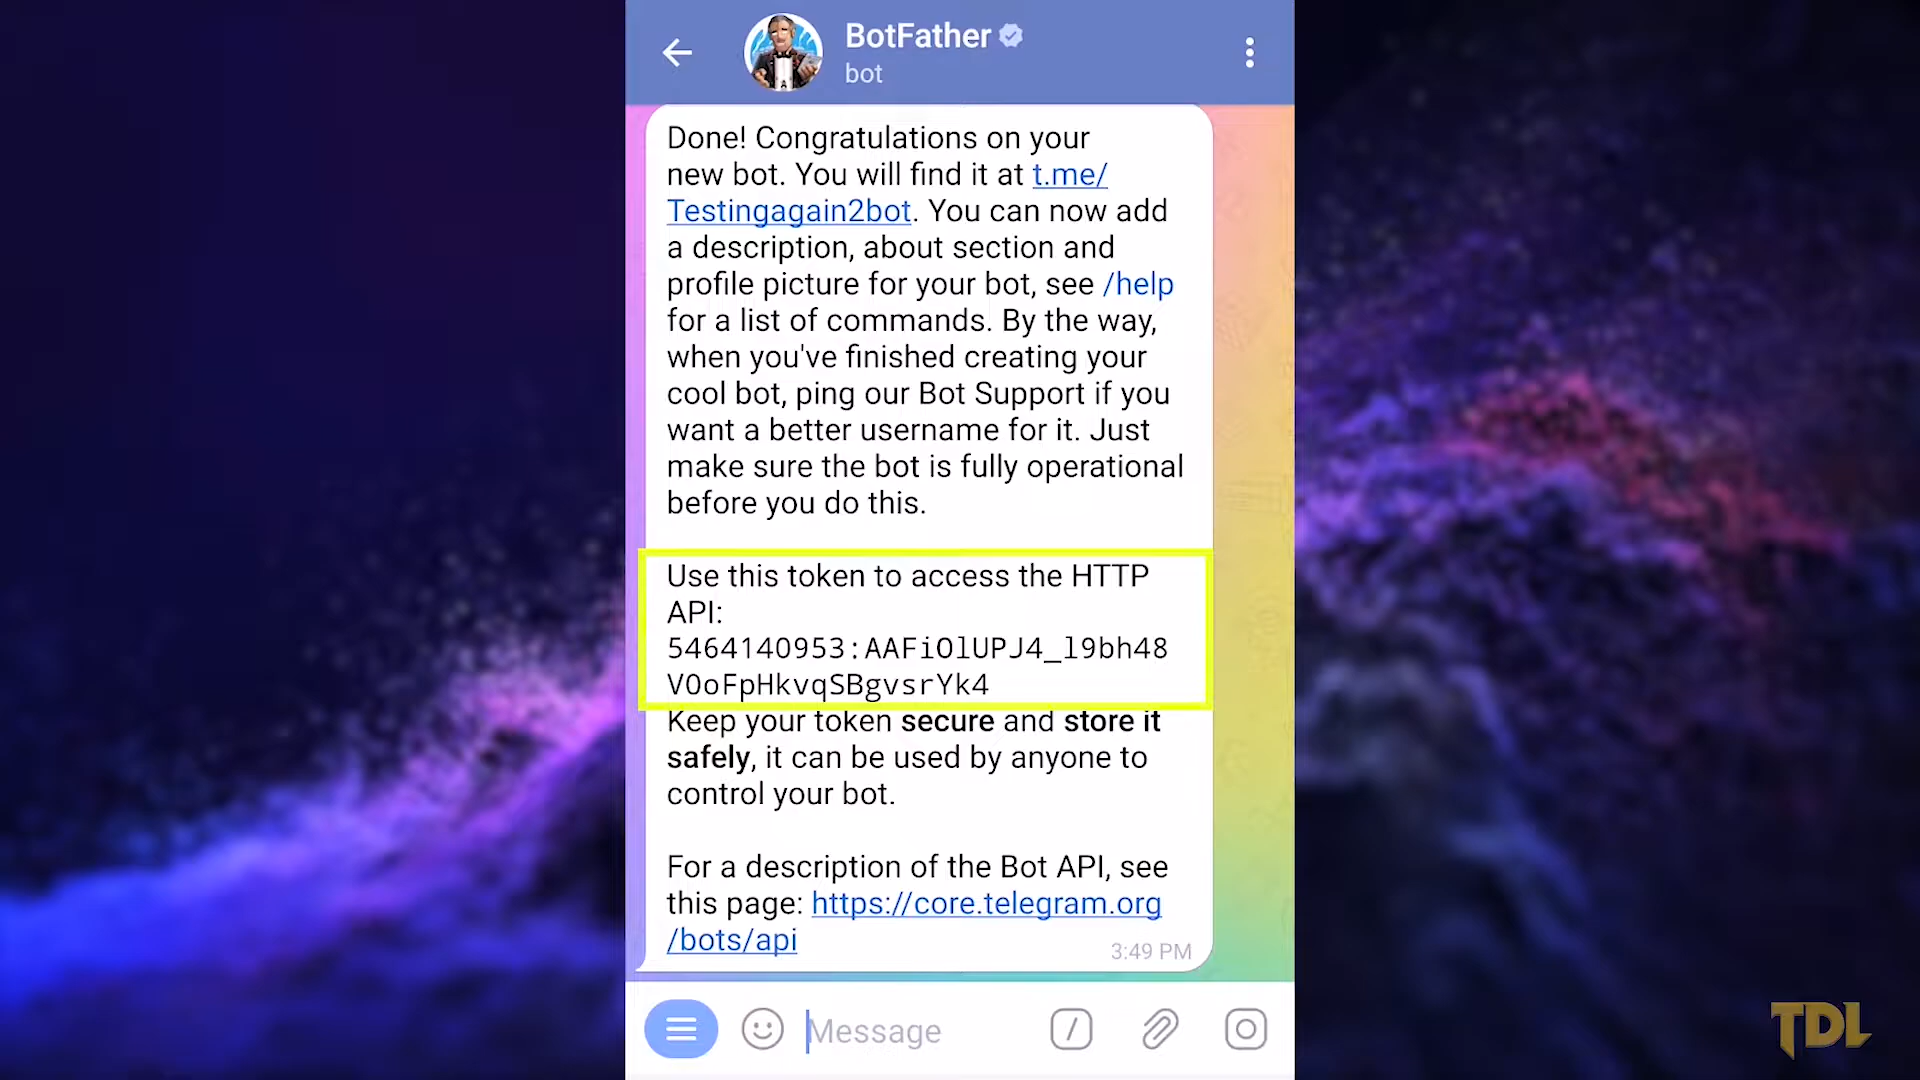 BotFather
bot
Done! Congratulations on your
new bot. You will find it at t.me/
Testingagain2bot. You can now add
a description, about section and
profile picture for your bot, see /help
for a list of commands. By the way,
when you've finished creating your
cool bot, ping our Bot Support if you
want a better username for it. Just
make sure the bot is fully operational
before you do this.
Use this token to access the HTTP
API:
5464140953:AAFiOlUPJ4_l9bh48
V0oFpHkvqSBgvsrYk4
Keep your token secure and store it
safely, it can be used by anyone to
control your bot.
For a description of the Bot API, see
this page: https://core.telegram.org
/bots/api
3:49 PM
Message
TDL